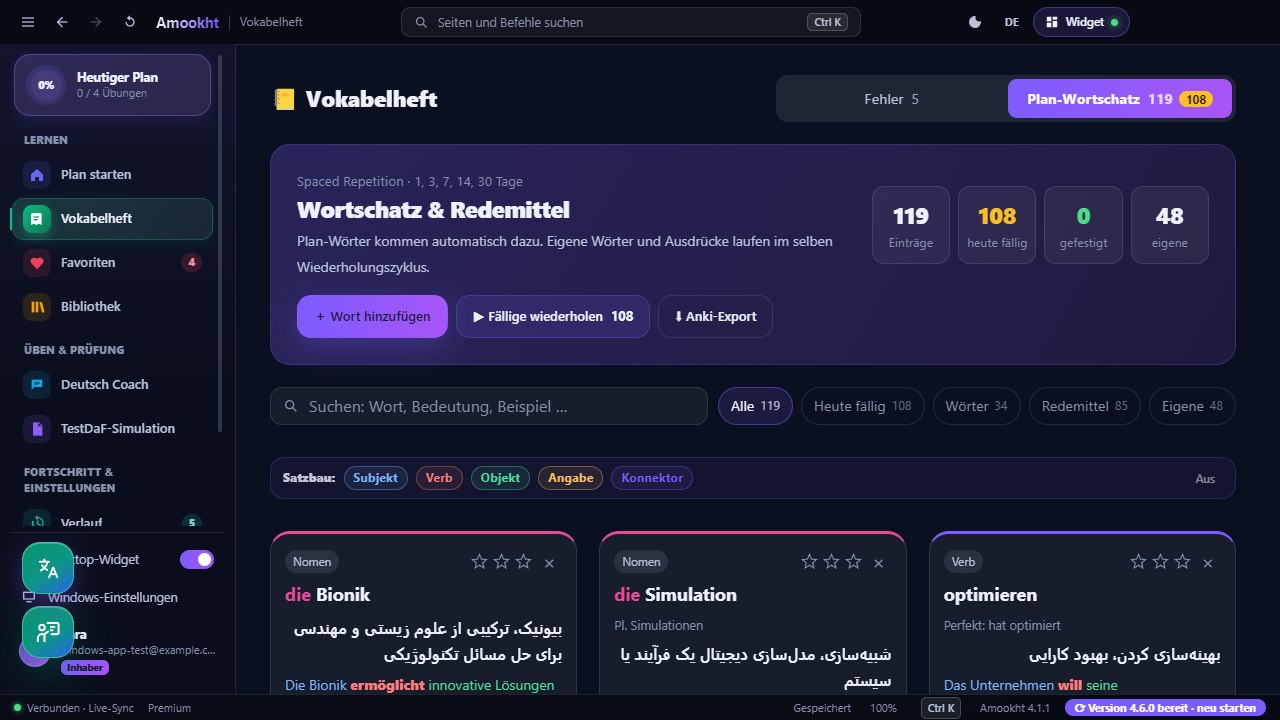 Amookht
Vokabelheft
Seiten und Befehle suchen
Ctrl K
DE
Widget
0%
Heutiger Plan
0 / 4 Übungen
LERNEN
Plan starten
Vokabelheft
Favoriten 4
Bibliothek
ÜBEN & PRÜFUNG
Deutsch Coach
TestDaF-Simulation
FORTSCHRITT &
EINSTELLUNGEN
Verlauf 5
Windows-Einstellungen
Inhaber
Vokabelheft
Fehler 5
Plan-Wortschatz 119 108
Spaced Repetition · 1, 3, 7, 14, 30 Tage
Wortschatz & Redemittel
Plan-Wörter kommen automatisch dazu. Eigene Wörter und Ausdrücke laufen im selben
Wiederholungszyklus.
119
Einträge
108
heute fällig
0
gefestigt
48
eigene
+ Wort hinzufügen
▶ Fällige wiederholen 108
⬇ Anki-Export
Suchen: Wort, Bedeutung, Beispiel ...
Alle 119
Heute fällig 108
Wörter 34
Redemittel 85
Eigene 48
Satzbau: Subjekt Verb Objekt Angabe Konnektor
Aus
Nomen
die Bionik
بیونیک، ترکیبی از علوم زیستی و مهندسی
برای حل مسائل تکنولوژیکی
Die Bionik ermöglicht innovative Lösungen
Nomen
die Simulation
Pl. Simulationen
شبیه‌سازی، مدل‌سازی دیجیتال یک فرآیند یا
سیستم
Verb
optimieren
Perfekt: hat optimiert
بهینه‌سازی کردن، بهبود کارایی
Das Unternehmen will seine
Verbunden · Live-Sync
Premium
Gespeichert
100%
Ctrl K
Amookht 4.1.1
Version 4.6.0 bereit · neu starten